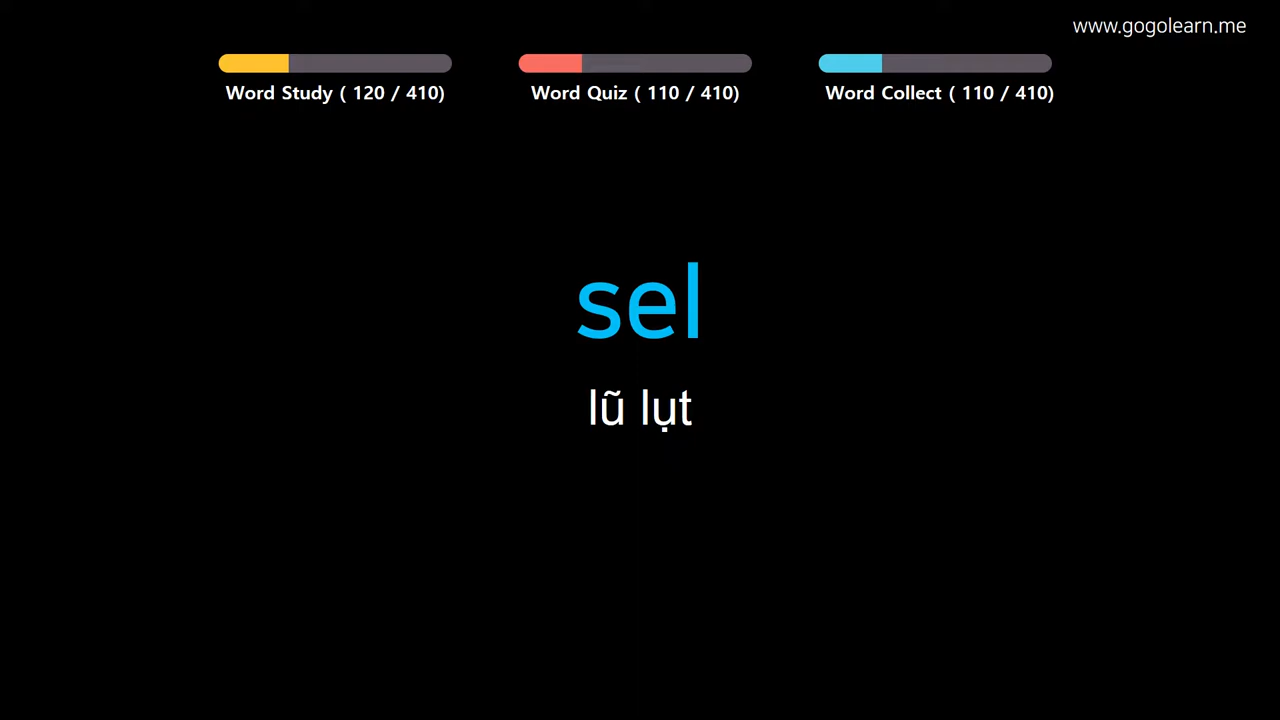 www.gogolearn.me
Word Study ( 120 / 410)
Word Quiz ( 110 / 410)
Word Collect ( 110 / 410)
sel
lũ lụt